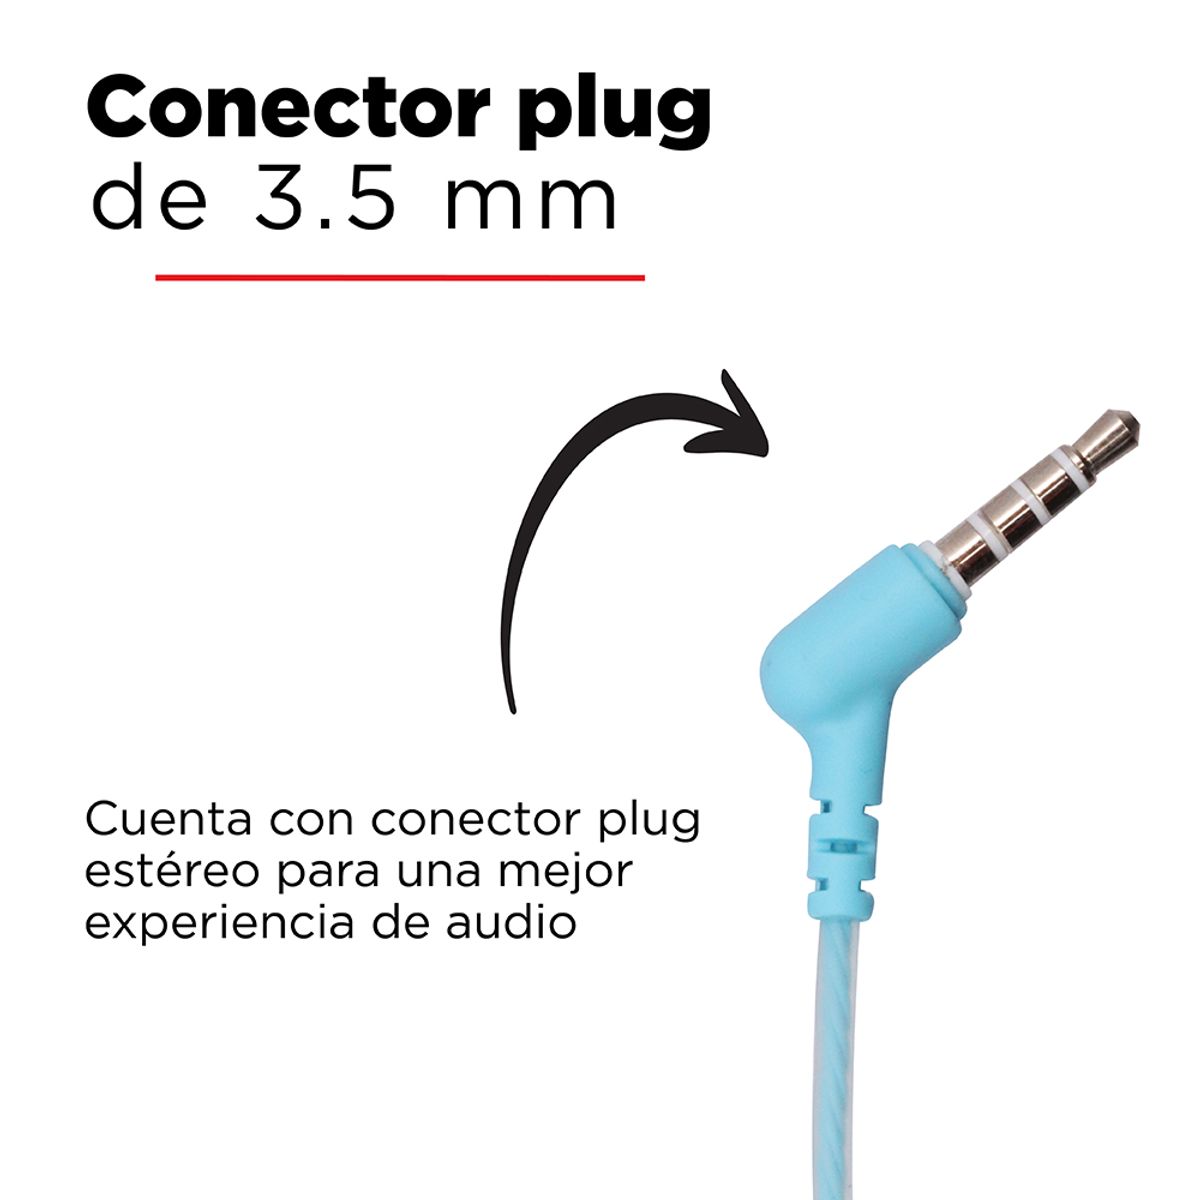 Conector plug
de 3.5 mm
Cuenta con conector plug
estéreo para una mejor
experiencia de audio